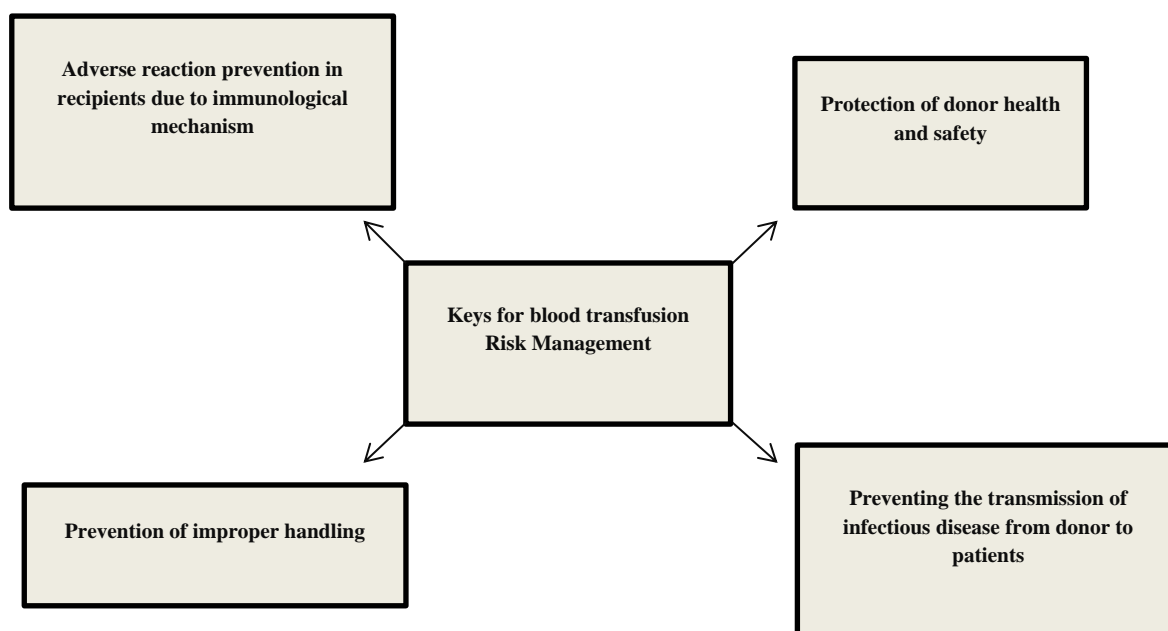 Adverse reaction prevention in
recipients due to immunological
mechanism
Protection of donor health
and safety
Keys for blood transfusion
Risk Management
Prevention of improper handling
Preventing the transmission of
infectious disease from donor to
patients